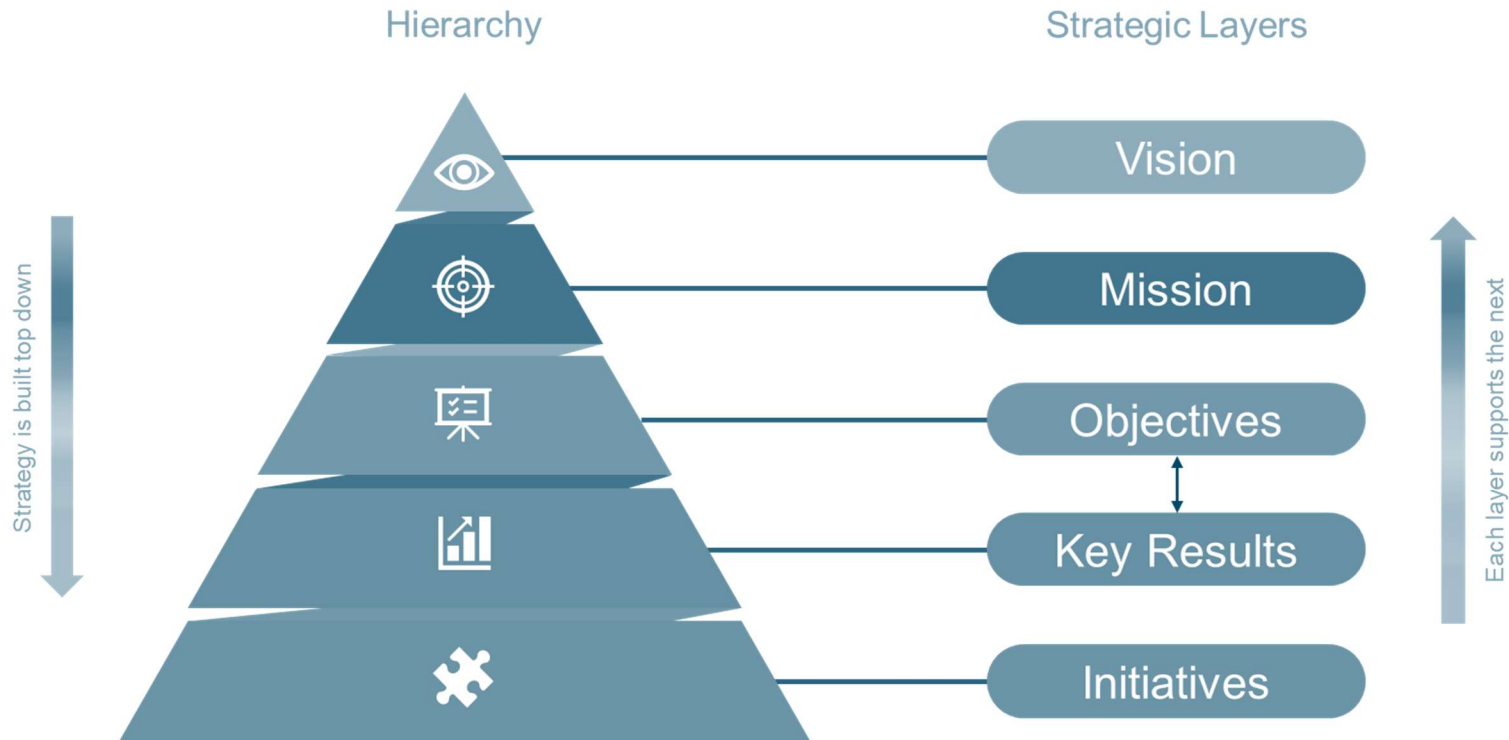 Hierarchy
Strategic Layers
Vision
Mission
Objectives
Key Results
Initiatives
Strategy is built top down
Each layer supports the next